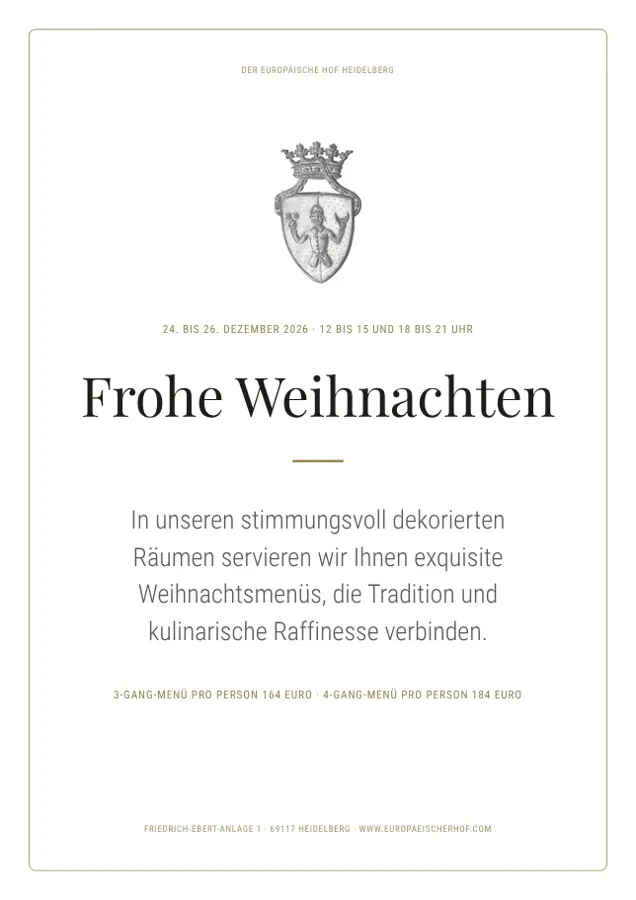 DER EUROPÄISCHE HOF HEIDELBERG
24. BIS 26. DEZEMBER 2026 · 12 BIS 15 UND 18 BIS 21 UHR
Frohe Weihnachten
In unseren stimmungsvoll dekorierten
Räumen servieren wir Ihnen exquisite
Weihnachtsmenüs, die Tradition und
kulinarische Raffinesse verbinden.
3-GANG-MENÜ PRO PERSON 164 EURO · 4-GANG-MENÜ PRO PERSON 184 EURO
FRIEDRICH-EBERT-ANLAGE 1 · 69117 HEIDELBERG · WWW.EUROPAEISCHERHOF.COM